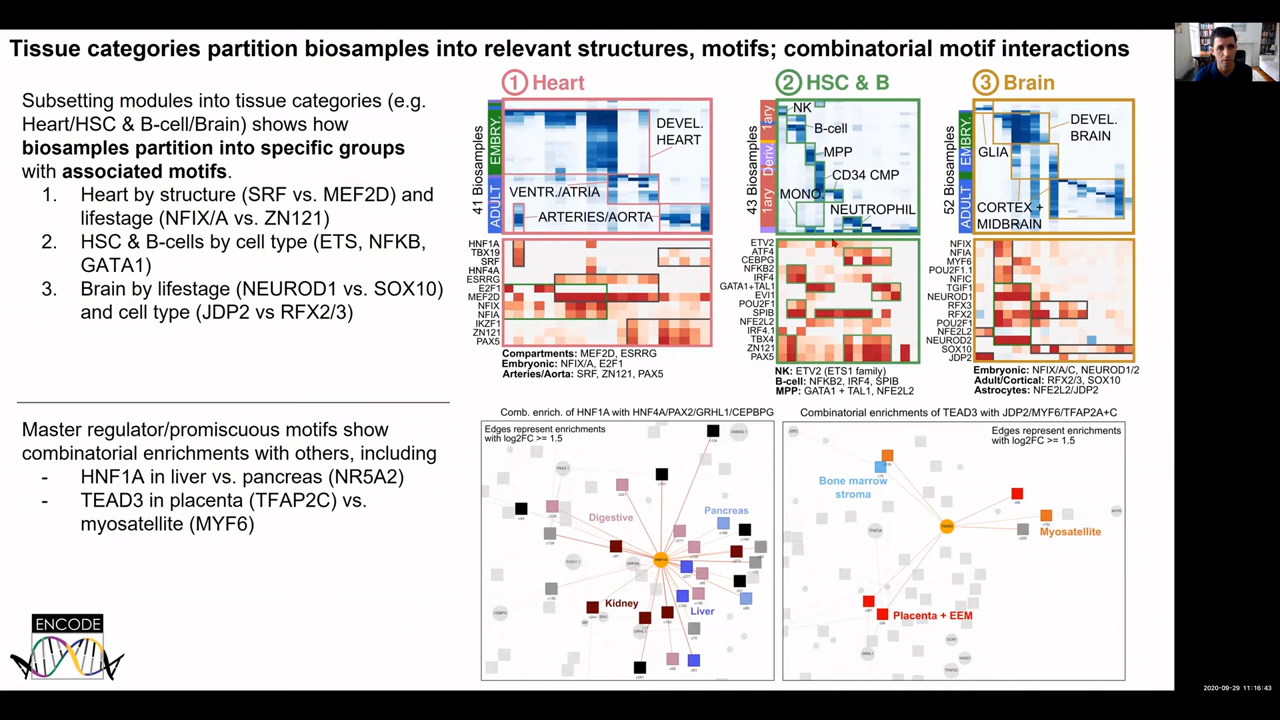 Tissue categories partition biosamples into relevant structures, motifs; combinatorial motif interactions
Subsetting modules into tissue categories (e.g.
Heart/HSC & B-cell/Brain) shows how
biosamples partition into specific groups
with associated motifs.
1. Heart by structure (SRF vs. MEF2D) and
lifestage (NFIX/A vs. ZN121)
2. HSC & B-cells by cell type (ETS, NFKB,
GATA1)
3. Brain by lifestage (NEUROD1 vs. SOX10)
and cell type (JDP2 vs RFX2/3)
Master regulator/promiscuous motifs show
combinatorial enrichments with others, including
- HNF1A in liver vs. pancreas (NR5A2)
- TEAD3 in placenta (TFAP2C) vs.
myosatellite (MYF6)
ENCODE
1 Heart
41 Biosamples
EMBRY.
ADULT
DEVEL.
HEART
VENTR./ATRIA
ARTERIES/AORTA
HNF1A
TBX19
SRF
HNF4A
ESRRG
E2F1
MEF2D
NFIX
NFIA
IKZF1
ZN121
PAX5
Compartments: MEF2D, ESRRG
Embryonic: NFIX/A, E2F1
Arteries/Aorta: SRF, ZN121, PAX5
2 HSC & B
43 Biosamples
1ary
Deriv.
1ary
NK
B-cell
MPP
CD34 CMP
MONO.
NEUTROPHIL
ETV2
ATF4
CEBPG
NFKB2
IRF4
GATA1+TAL1
EVI1
POU2F1
SPIB
NFE2L2
IRF4.1
TBX4
ZN121
PAX5
NK: ETV2 (ETS1 family)
B-cell: NFKB2, IRF4, SPIB
MPP: GATA1 + TAL1, NFE2L2
3 Brain
52 Biosamples
EMBRY.
ADULT
DEVEL.
BRAIN
GLIA
CORTEX +
MIDBRAIN
NFIX
NFIA
MYF6
POU2F1.1
NFIC
TGIF1
NEUROD1
RFX3
RFX2
POU2F1
NFE2L2
NEUROD2
SOX10
JDP2
Embryonic: NFIX/A/C, NEUROD1/2
Adult/Cortical: RFX2/3, SOX10
Astrocytes: NFE2L2/JDP2
Comb. enrich. of HNF1A with HNF4A/PAX2/GRHL1/CEPBPG
Edges represent enrichments
with log2FC >= 1.5
Digestive
Pancreas
Kidney
Liver
HNF1A
Combinatorial enrichments of TEAD3 with JDP2/MYF6/TFAP2A+C
Edges represent enrichments
with log2FC >= 1.5
Bone marrow
stroma
Myosatellite
Placenta + EEM
TEAD3
2020-09-29 11:16:43